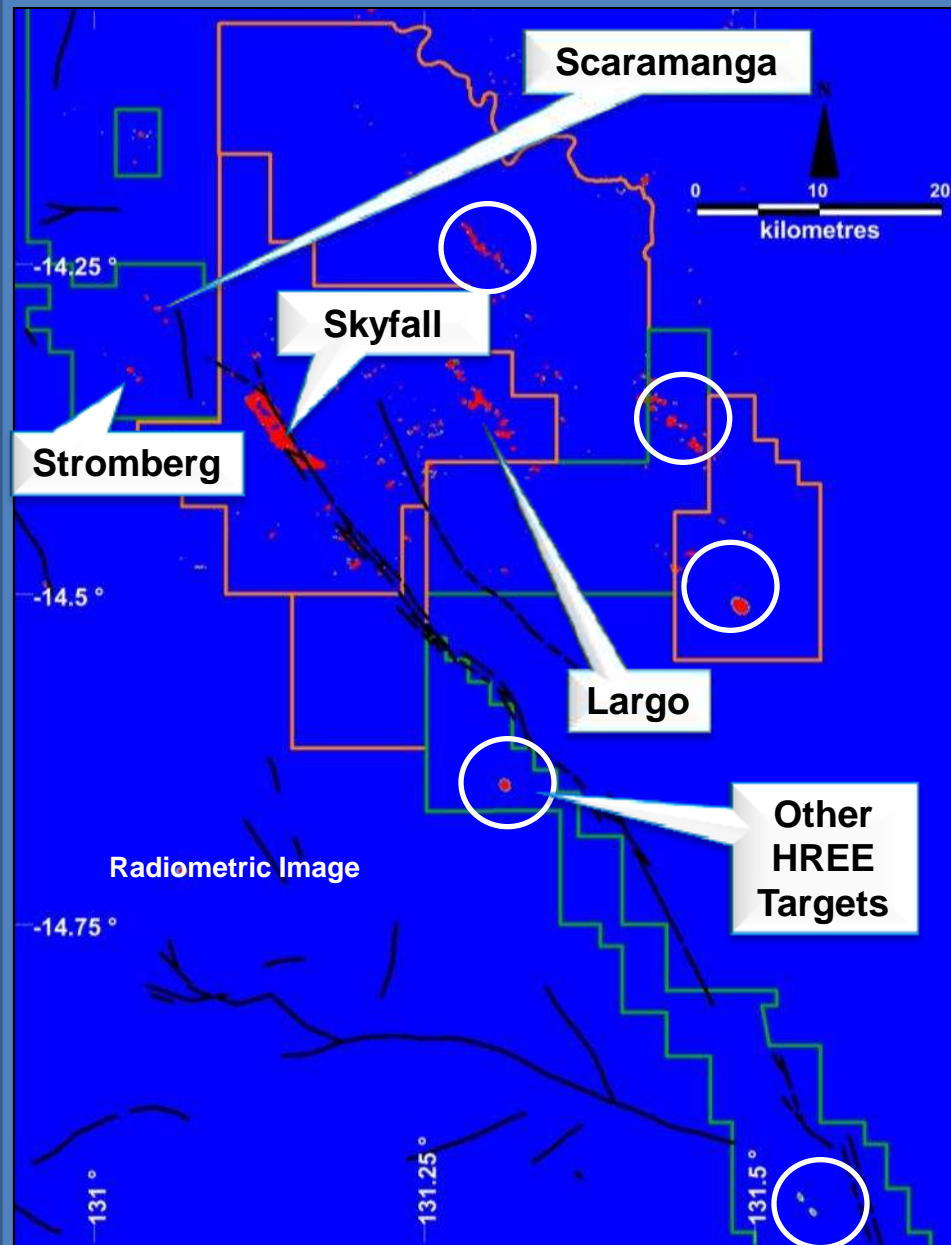 Scaramanga
N
0
10
20
kilometres
-14.25 °
Skyfall
Stromberg
-14.5 °
Largo
Other
HREE
Targets
Radiometric Image
-14.75 °
131 °
131.25 °
131.5 °